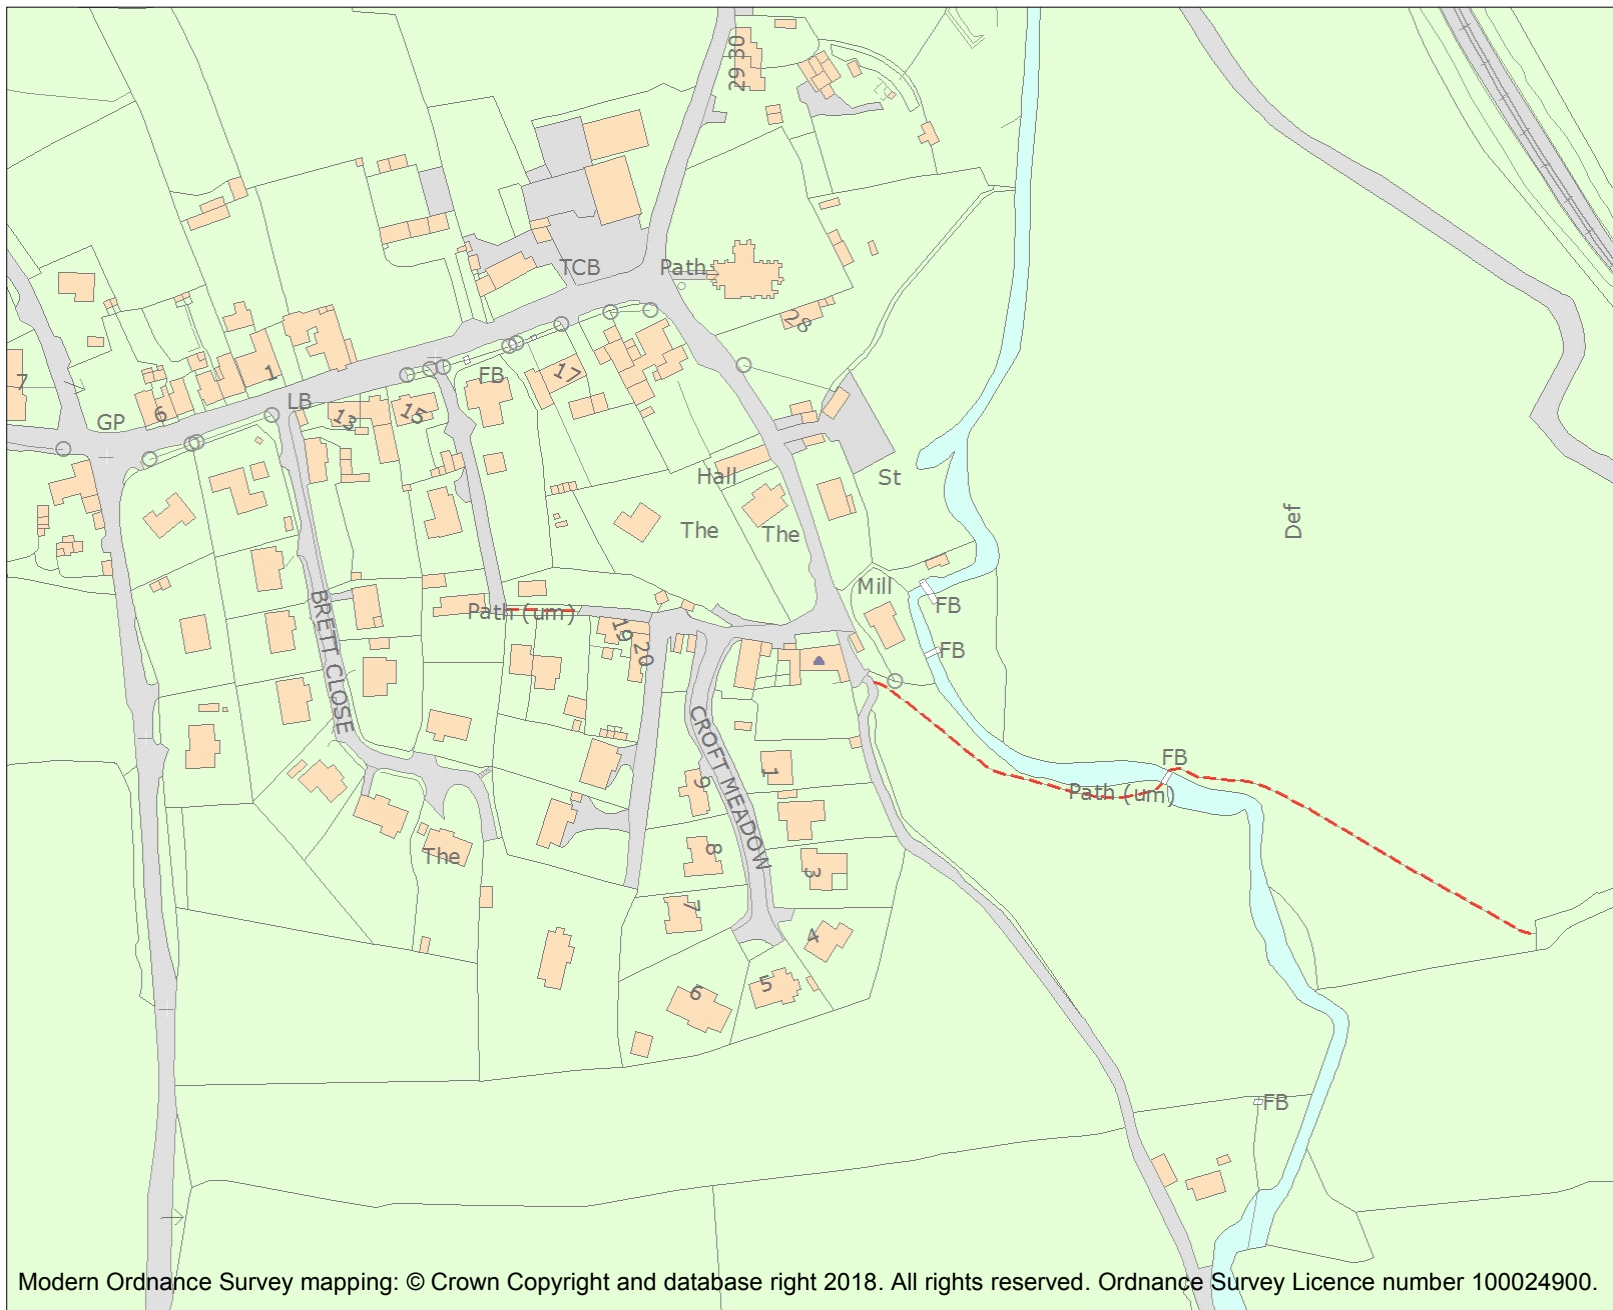 29 30
TCB
Path
28
7
1
17
FB
6
LB
13
15
GP
Hall
St
The
The
Def
Mill
FB
Path (um)
19
20
FB
BRETT CLOSE
CROFT MEADOW
1
9
FB
Path (um)
The
8
3
7
4
5
6
FB
Modern Ordnance Survey mapping: © Crown Copyright and database right 2018. All rights reserved. Ordnance Survey Licence number 100024900.